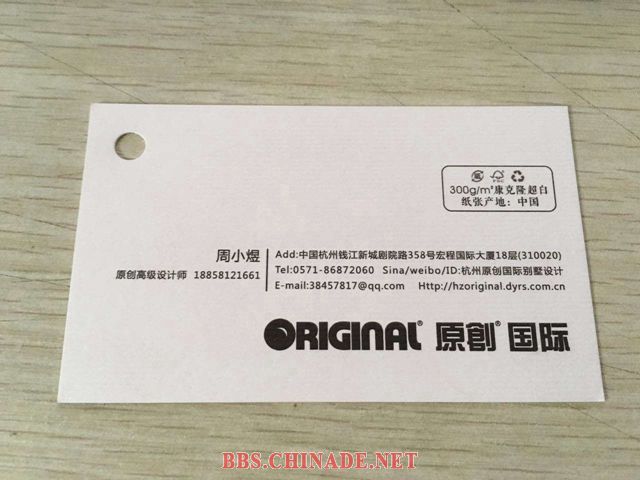 300g/m²康克隆超白
纸张产地：中国
周小煜
原创高级设计师 18858121661
Add:中国杭州钱江新城剧院路358号宏程国际大厦18层(310020)
Tel:0571-86872060 Sina/weibo/ID:杭州原创国际别墅设计
E-mail:38457817@qq.com Http://hzoriginal.dyrs.com.cn
ORIGINAL® 原創® 国际
BBS.CHINADE.NET